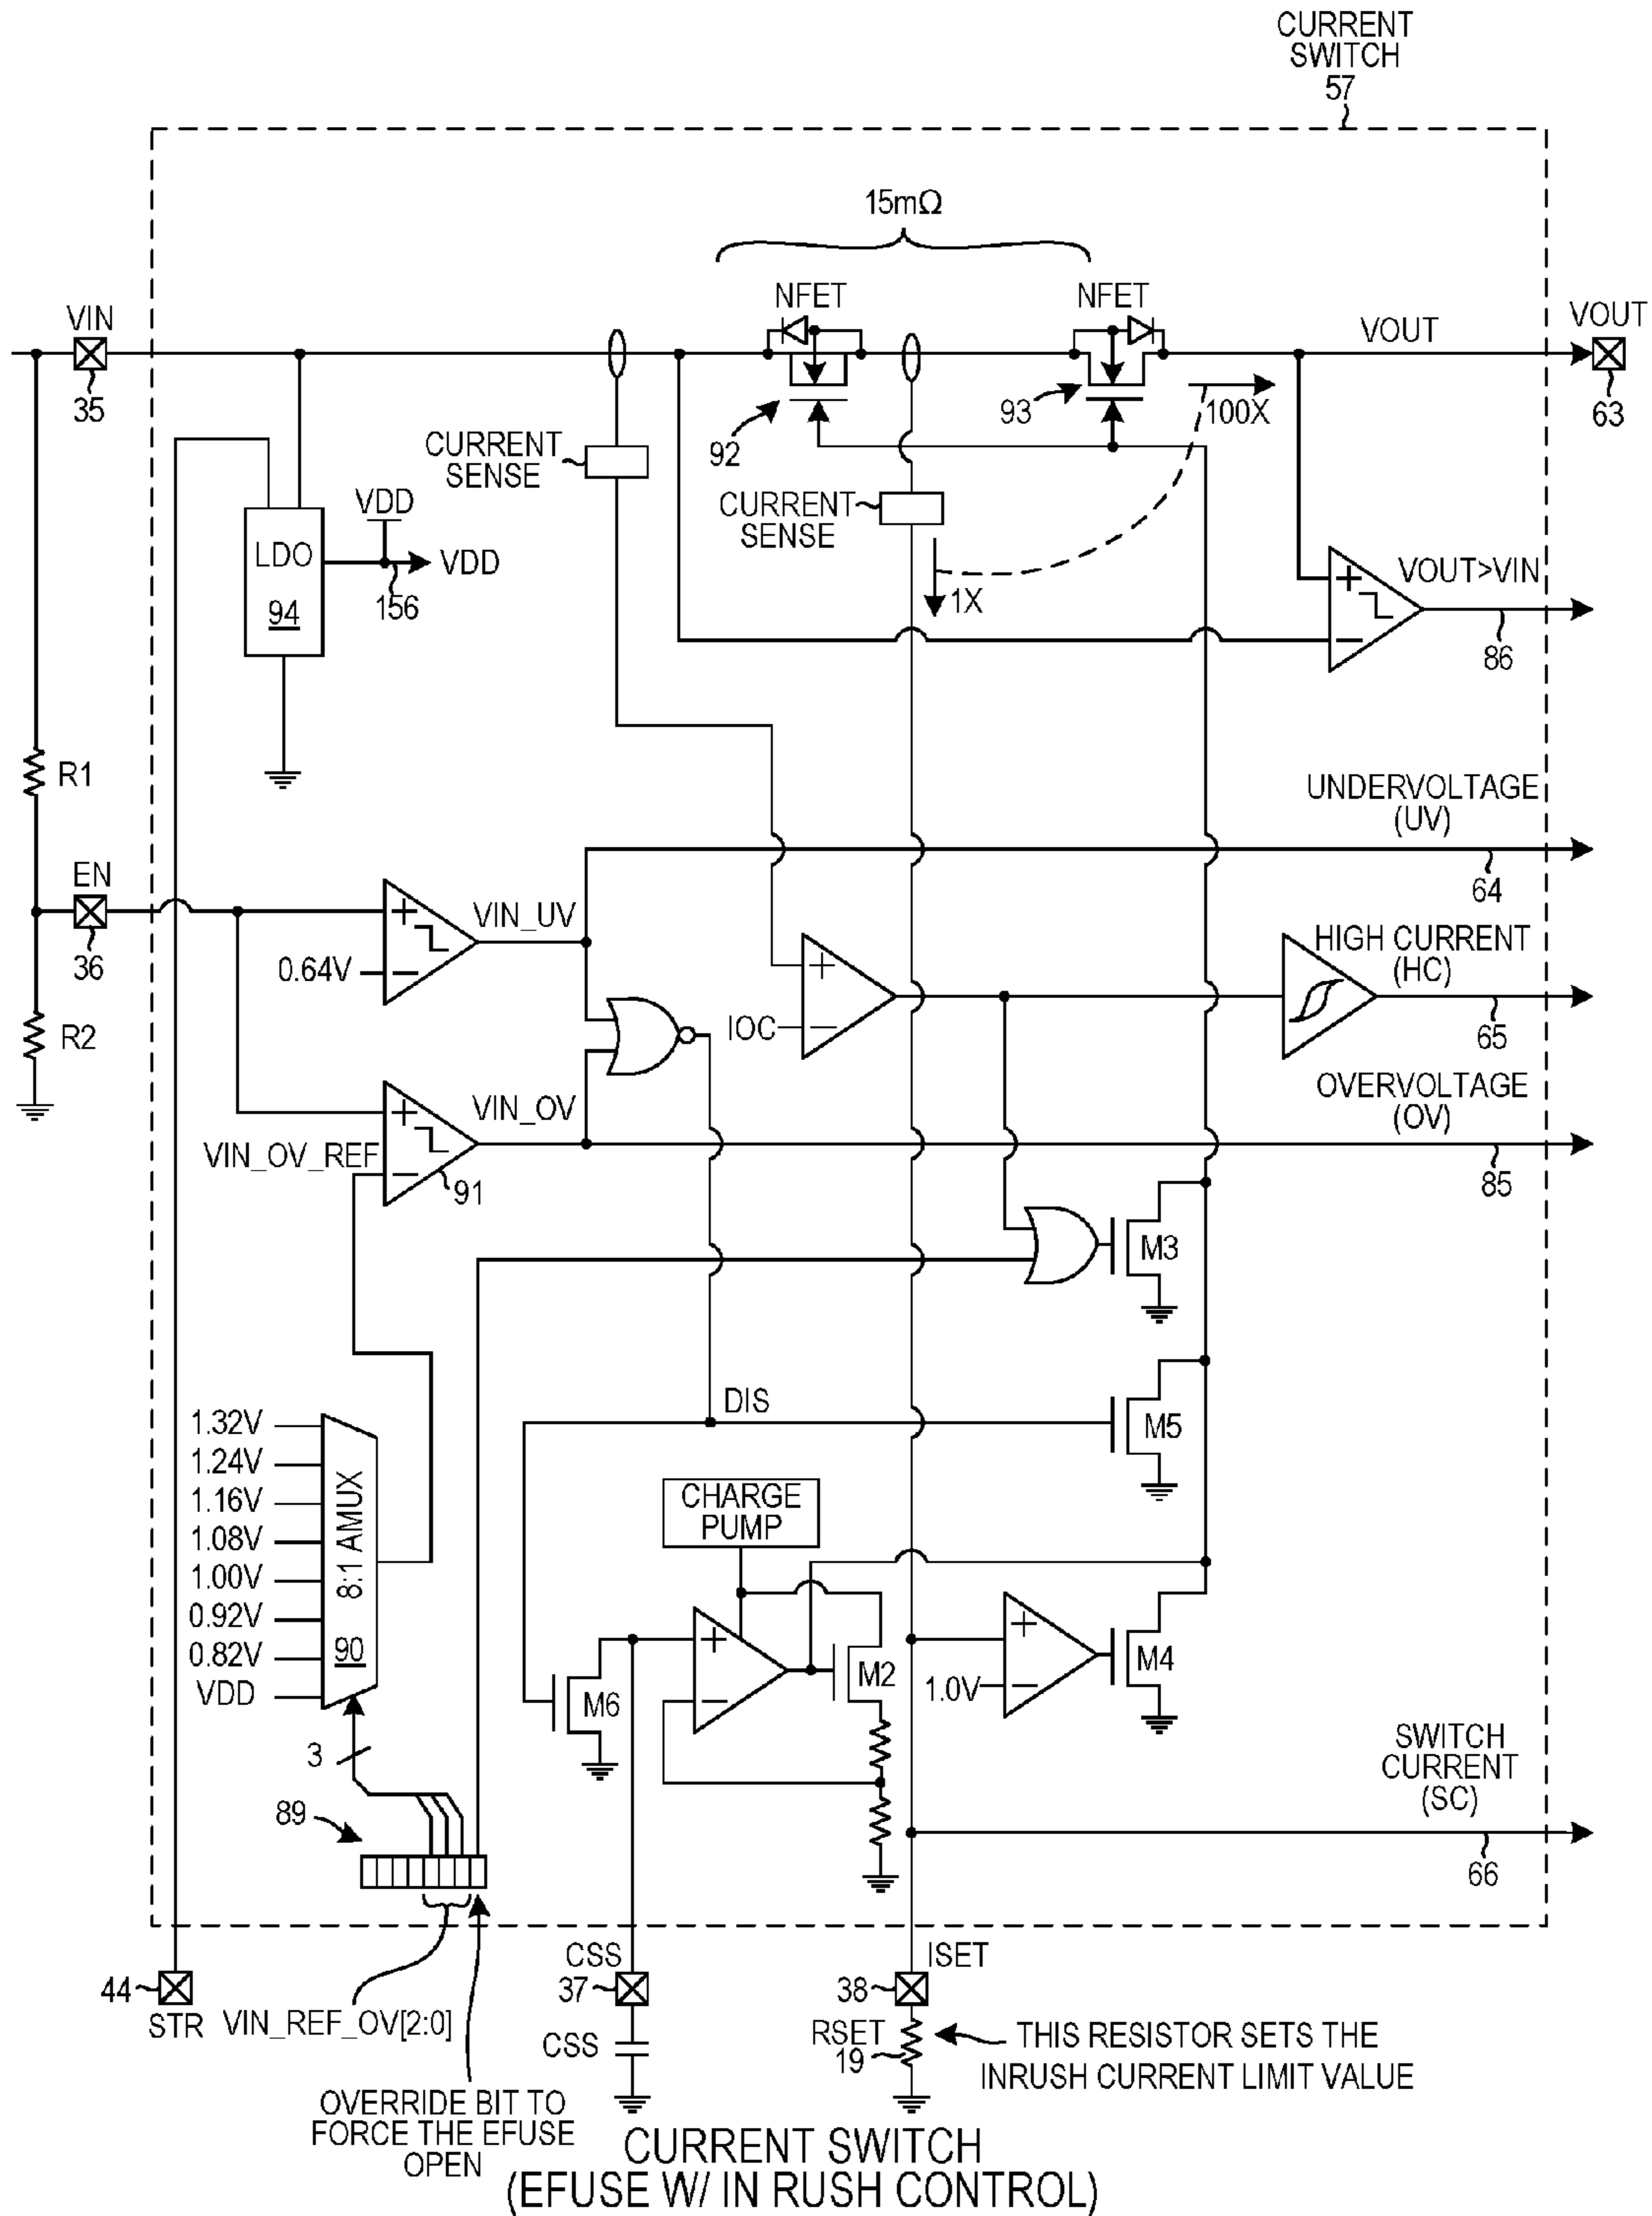 CURRENT
SWITCH
57
15mΩ
VIN
NFET
NFET
VOUT
VOUT
35
92
93
100X
63
CURRENT
SENSE
CURRENT
SENSE
VDD
LDO
94
VDD
156
1X
VOUT>VIN
+
−
86
R1
UNDERVOLTAGE
(UV)
64
EN
36
+
VIN_UV
0.64V
−
HIGH CURRENT
(HC)
+
IOC
−
65
R2
OVERVOLTAGE
(OV)
+
VIN_OV
VIN_OV_REF
−
91
85
M3
DIS
M5
1.32V
1.24V
1.16V
1.08V
1.00V
0.92V
0.82V
VDD
8:1 AMUX
90
CHARGE
PUMP
+
−
M2
M6
+
1.0V
−
M4
3
89
SWITCH
CURRENT
(SC)
66
44
STR
VIN_REF_OV[2:0]
CSS
37
CSS
ISET
38
RSET
19
THIS RESISTOR SETS THE
INRUSH CURRENT LIMIT VALUE
OVERRIDE BIT TO
FORCE THE EFUSE
OPEN
CURRENT SWITCH
(EFUSE W/ IN RUSH CONTROL)